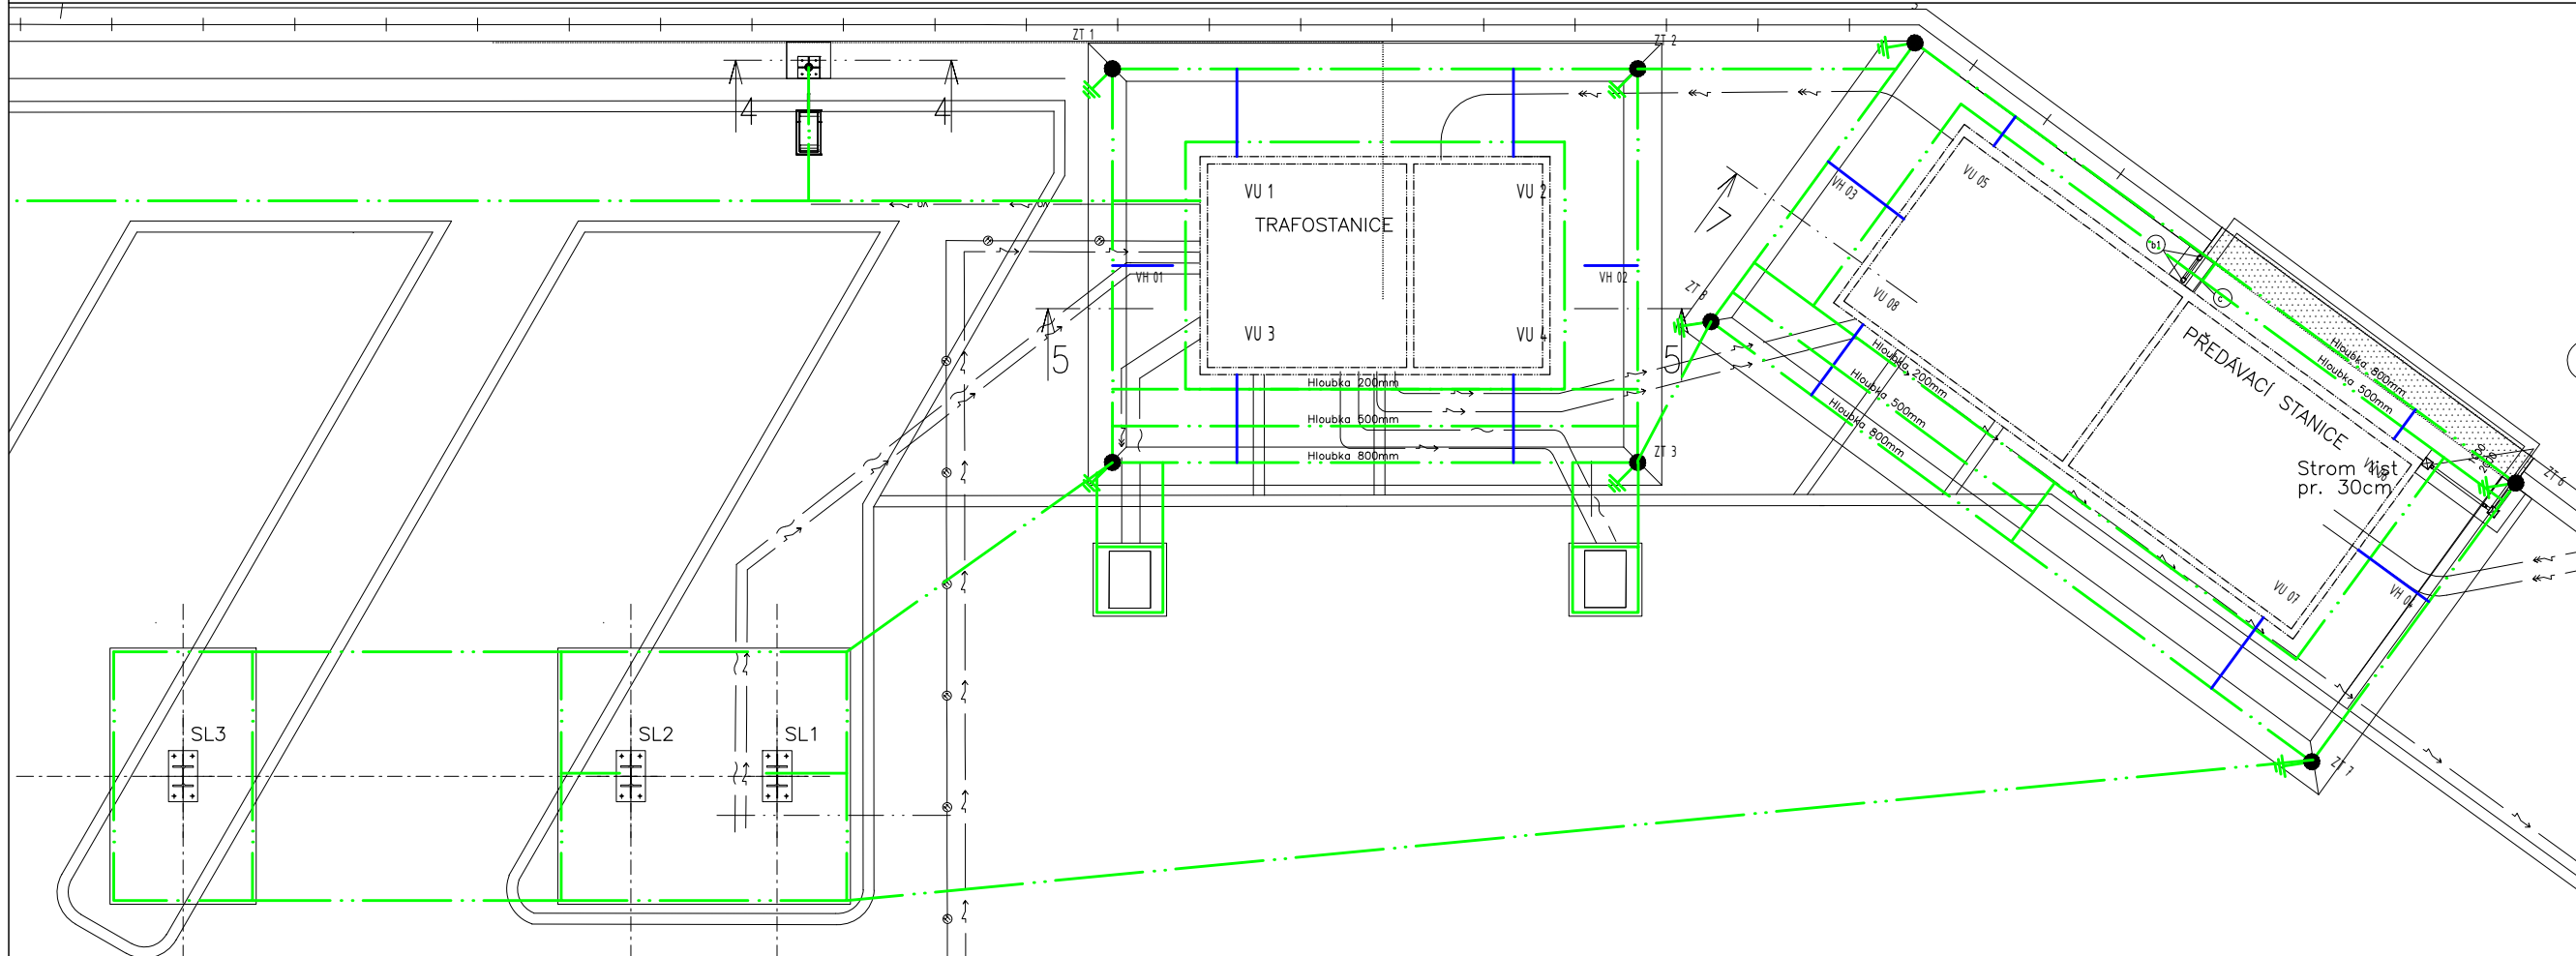 ZT 1
ZT 2
4
4
VU 1
VU 2
TRAFOSTANICE
VH 01
VH 02
VU 3
VU 4
5
5
Hloubka 200mm
Hloubka 500mm
Hloubka 800mm
ZT 3
7
VH 03
VU 05
VU 08
ZT 8
b1
c
PŘEDÁVACÍ STANICE
Hloubka 800mm
Hloubka 500mm
Hloubka 200mm
Hloubka 500mm
Hloubka 800mm
Strom list
pr. 30cm
ZT 6
VU 07
ZT 7
SL3
SL2
SL1